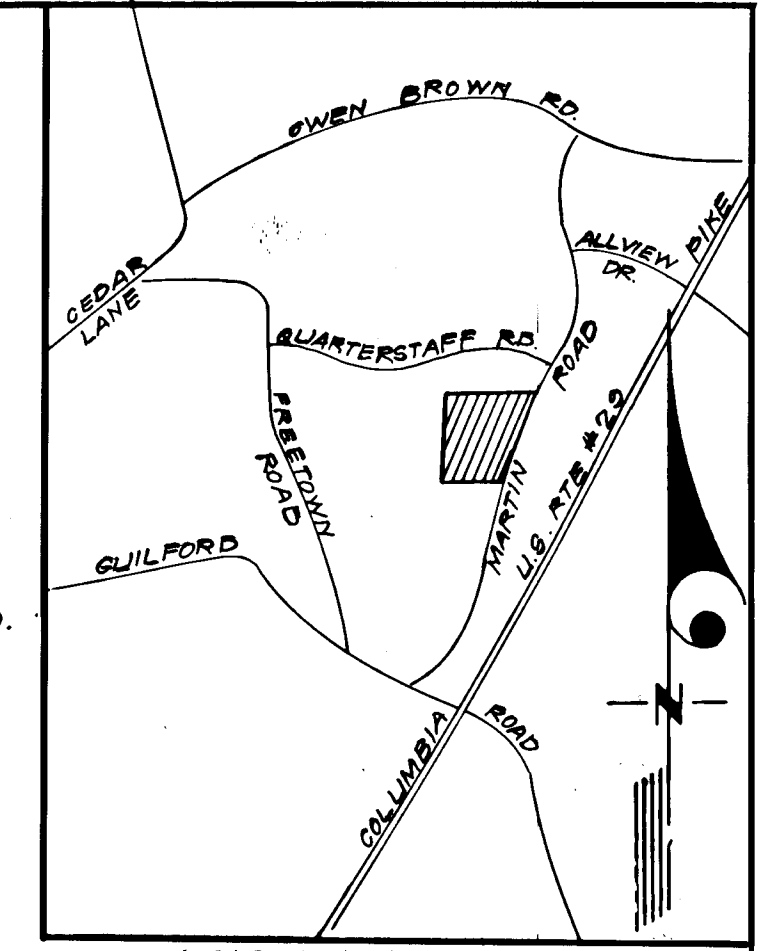 OWEN BROWN RD.
CEDAR
LANE
ALLVIEW
DR.
PIKE
QUARTERSTAFF RD.
ROAD
FREETOWN
ROAD
MARTIN
U.S. RTE #29
GUILFORD
N
COLUMBIA
ROAD